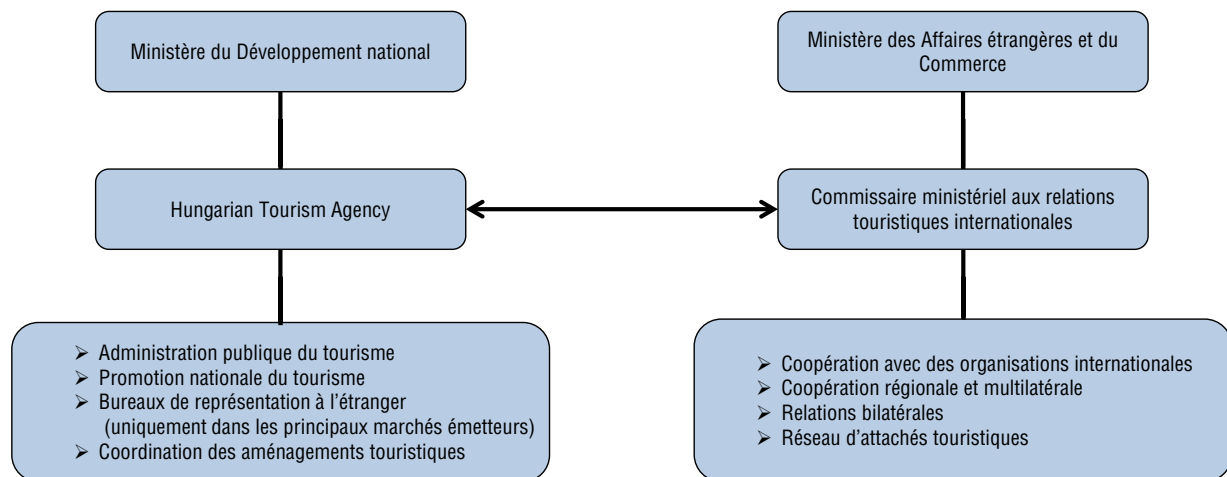 Ministère du Développement national
Ministère des Affaires étrangères et du
Commerce
Hungarian Tourism Agency
Commissaire ministériel aux relations
touristiques internationales
➢ Administration publique du tourisme
➢ Promotion nationale du tourisme
➢ Bureaux de représentation à l’étranger
(uniquement dans les principaux marchés émetteurs)
➢ Coordination des aménagements touristiques
➢ Coopération avec des organisations internationales
➢ Coopération régionale et multilatérale
➢ Relations bilatérales
➢ Réseau d’attachés touristiques